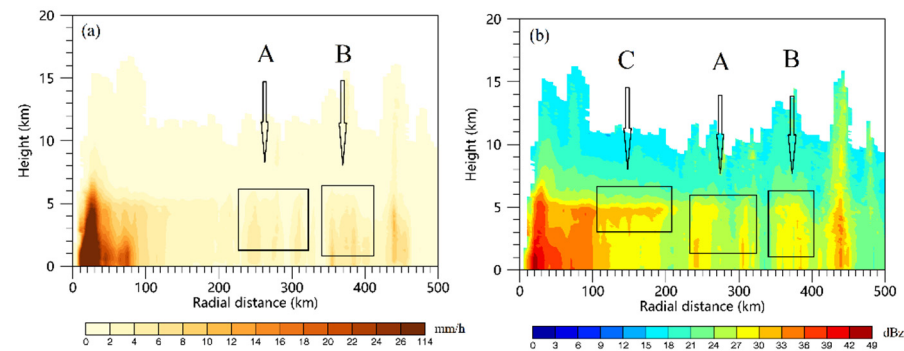 (a)
A B
Height (km)
20
15
10
5
0
0 100 200 300 400 500
Radial distance (km)
0 2 4 6 8 10 12 14 16 18 20 22 24 26 114 mm/h
(b)
C A B
Height (km)
20
15
10
5
0
0 100 200 300 400 500
Radial distance (km)
0 3 6 9 12 15 18 21 24 27 30 33 36 39 42 49 dBz